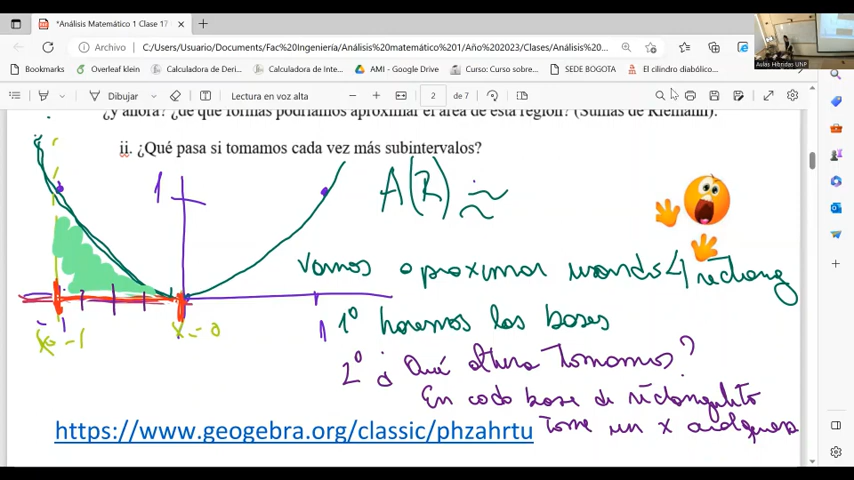 *Análisis Matemático 1 Clase 17
Archivo
C:/Users/Usuario/Documents/Fac%20Ingeniería/Análisis%20matemático%201/Año%202023/Clases/Análisis%20...
Aulas Híbridas UNP
Bookmarks
Overleaf klein
Calculadora de Deri...
Calculadora de Inte...
AMI - Google Drive
Curso: Curso sobre...
SEDE BOGOTA
El cilindro diabólico...
Dibujar
Lectura en voz alta
2
de 7
¿y ahora? ¿de qué formas podríamos aproximar el área de esta región? (Sumas de Riemann).
ii. ¿Qué pasa si tomamos cada vez más subintervalos?
1
A(R) ≈
Vamos aproximar usando 4 rectang
1º haremos las bases
-1
1
x=-1
x=0
2º ¿Qué altura tomamos?
En cada base de rectangulito
tome un x cualquiera
https://www.geogebra.org/classic/phzahrtu